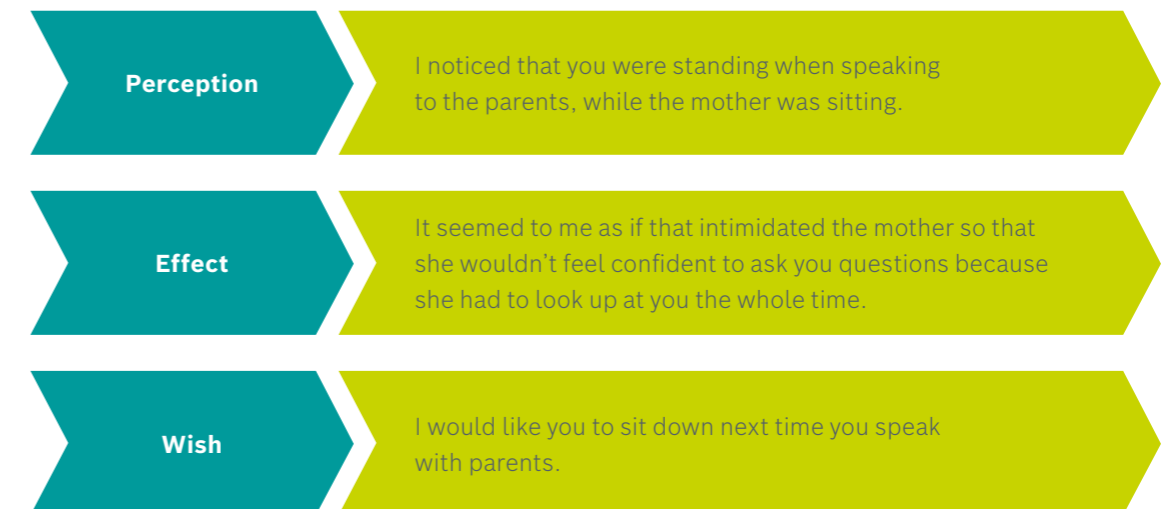 Perception
I noticed that you were standing when speaking
to the parents, while the mother was sitting.
Effect
It seemed to me as if that intimidated the mother so that
she wouldn’t feel confident to ask you questions because
she had to look up at you the whole time.
Wish
I would like you to sit down next time you speak
with parents.